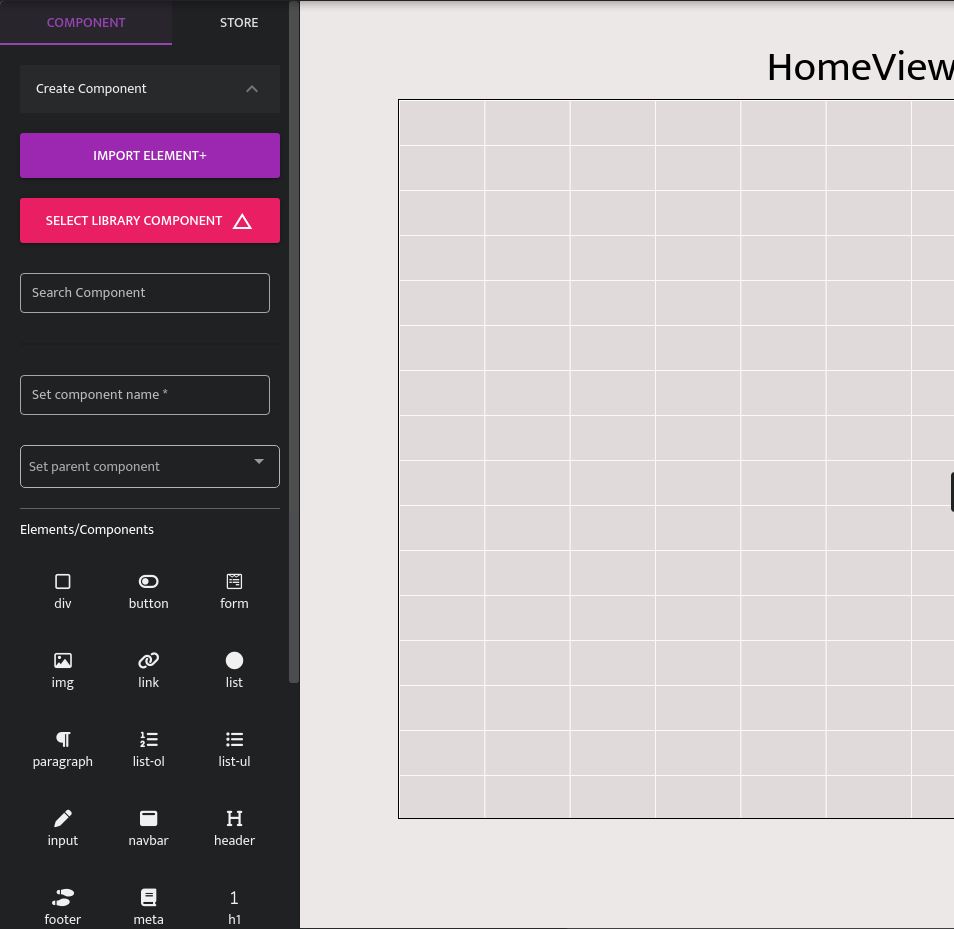 COMPONENT STORE
Create Component
IMPORT ELEMENT+
SELECT LIBRARY COMPONENT
Search Component
Set component name *
Set parent component
Elements/Components
div button form
img link list
paragraph list-ol list-ul
input navbar header
1
footer meta h1
HomeView